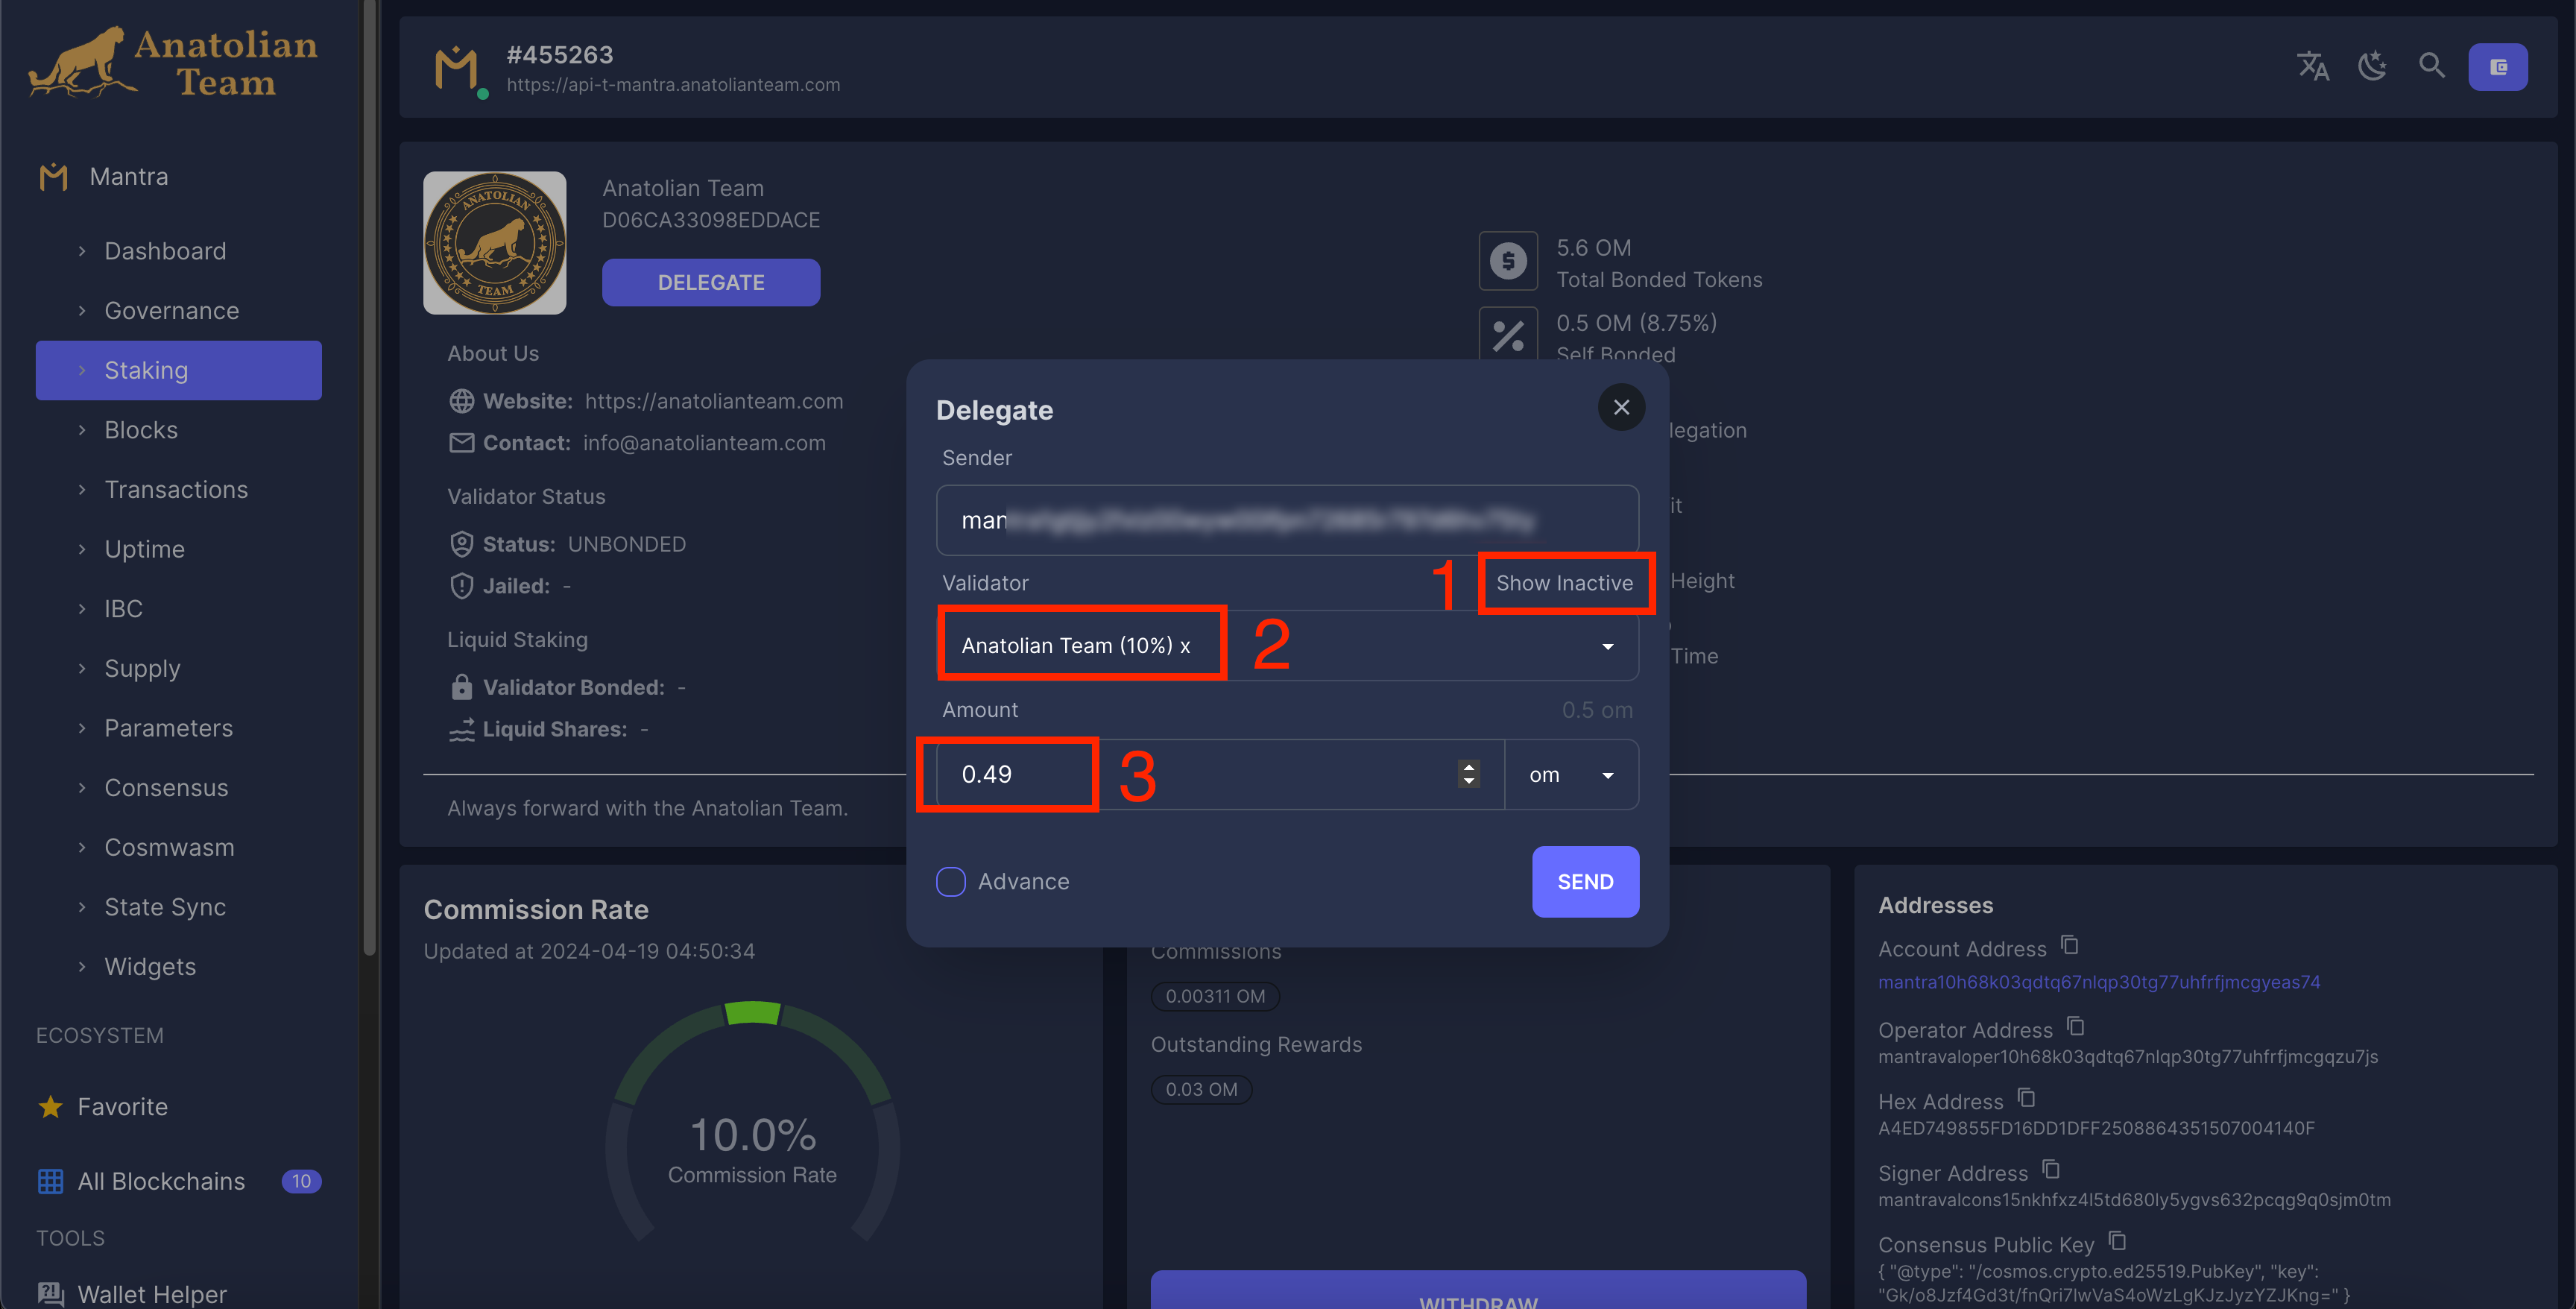 Anatolian
Team
Mantra
Dashboard
Governance
Staking
Blocks
Transactions
Uptime
IBC
Supply
Parameters
Consensus
Cosmwasm
State Sync
Widgets
ECOSYSTEM
Favorite
All Blockchains 10
TOOLS
Wallet Helper
#455263
https://api-t-mantra.anatolianteam.com
ANATOLIAN
TEAM
Anatolian Team
D06CA33098EDDACE
DELEGATE
About Us
Website: https://anatolianteam.com
Contact: info@anatolianteam.com
Validator Status
Status: UNBONDED
Jailed: -
Liquid Staking
Validator Bonded: -
Liquid Shares: -
Always forward with the Anatolian Team.
5.6 OM
Total Bonded Tokens
0.5 OM (8.75%)
Self Bonded
legation
it
Height
Time
Delegate
Sender
man
Validator 1 Show Inactive
Anatolian Team (10%) x 2
Amount 0.5 om
0.49 3 om
Advance SEND
Commission Rate
Updated at 2024-04-19 04:50:34
10.0%
Commission Rate
Commissions
0.00311 OM
Outstanding Rewards
0.03 OM
WITHDRAW
Addresses
Account Address
mantra10h68k03qdtq67nlqp30tg77uhfrfjmcgyeas74
Operator Address
mantravaloper10h68k03qdtq67nlqp30tg77uhfrfjmcgqzu7js
Hex Address
A4ED749855FD16DD1DFF2508864351507004140F
Signer Address
mantravalcons15nkhfxz4l5td680ly5ygvs632pcqg9q0sjm0tm
Consensus Public Key
{ "@type": "/cosmos.crypto.ed25519.PubKey", "key":
"Gk/o8Jzf4Gd3t/fnQri7lwVaS4oWzLgKJzJyzYZJKng=" }